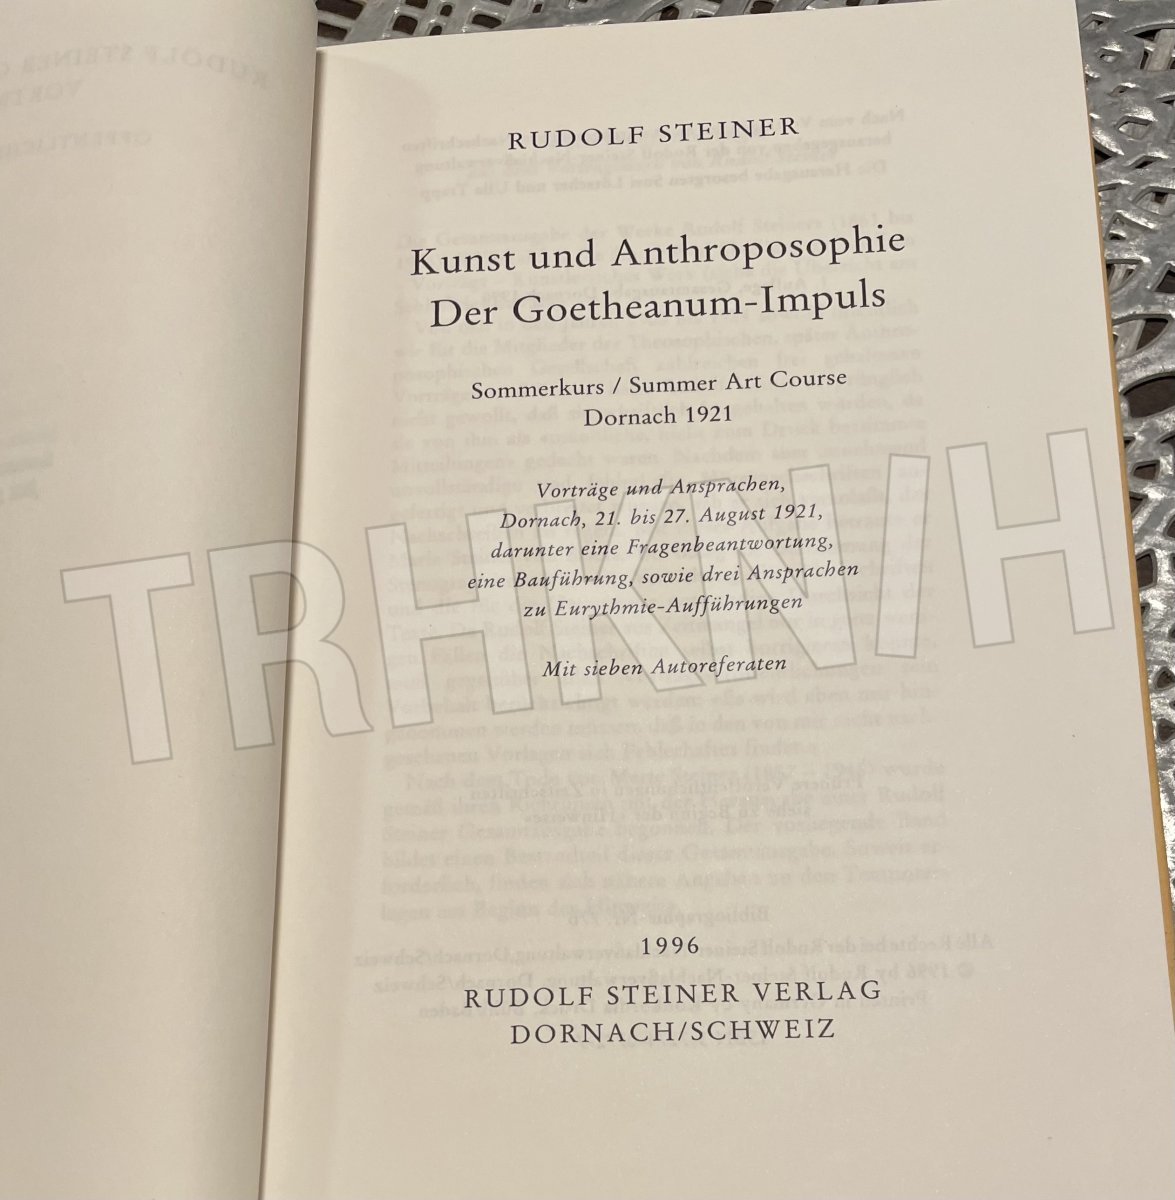 RUDOLF STEINER
Kunst und Anthroposophie
Der Goetheanum-Impuls
Sommerkurs / Summer Art Course
Dornach 1921
Vorträge und Ansprachen,
Dornach, 21. bis 27. August 1921,
darunter eine Fragenbeantwortung,
eine Bauführung, sowie drei Ansprachen
zu Eurythmie-Aufführungen
Mit sieben Autoreferaten
TRHKN/H
1996
RUDOLF STEINER VERLAG
DORNACH/SCHWEIZ